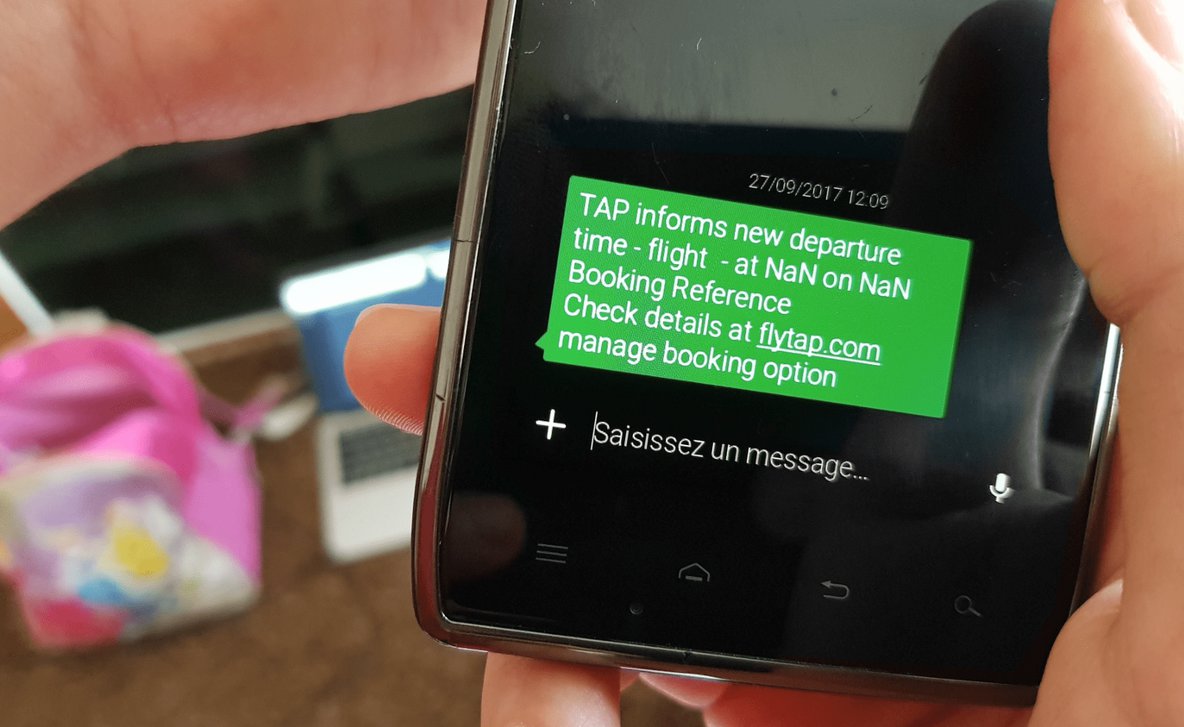 27/09/2017 12:09
TAP informs new departure
time - flight  - at NaN on NaN
Booking Reference
Check details at flytap.com
manage booking option
Saisissez un message...